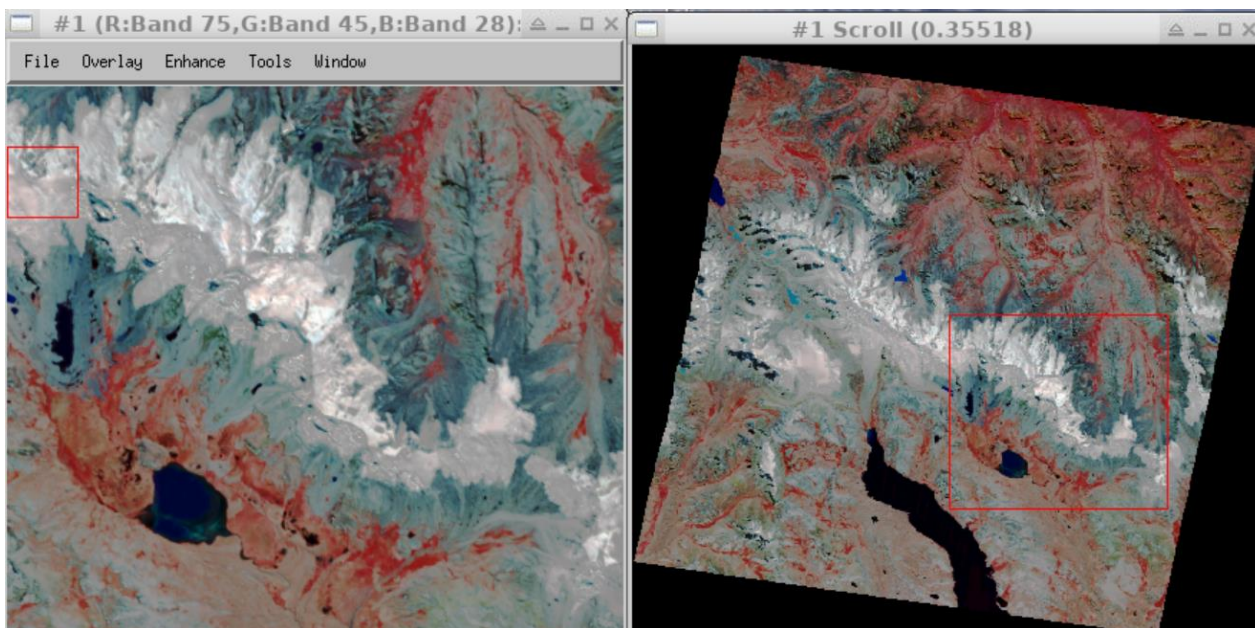 #1 (R:Band 75,G:Band 45,B:Band 28):
File Overlay Enhance Tools Window
#1 Scroll (0.35518)